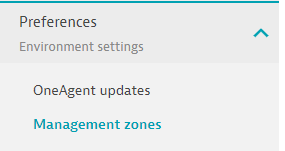 Preferences
Environment settings
OneAgent updates
Management zones